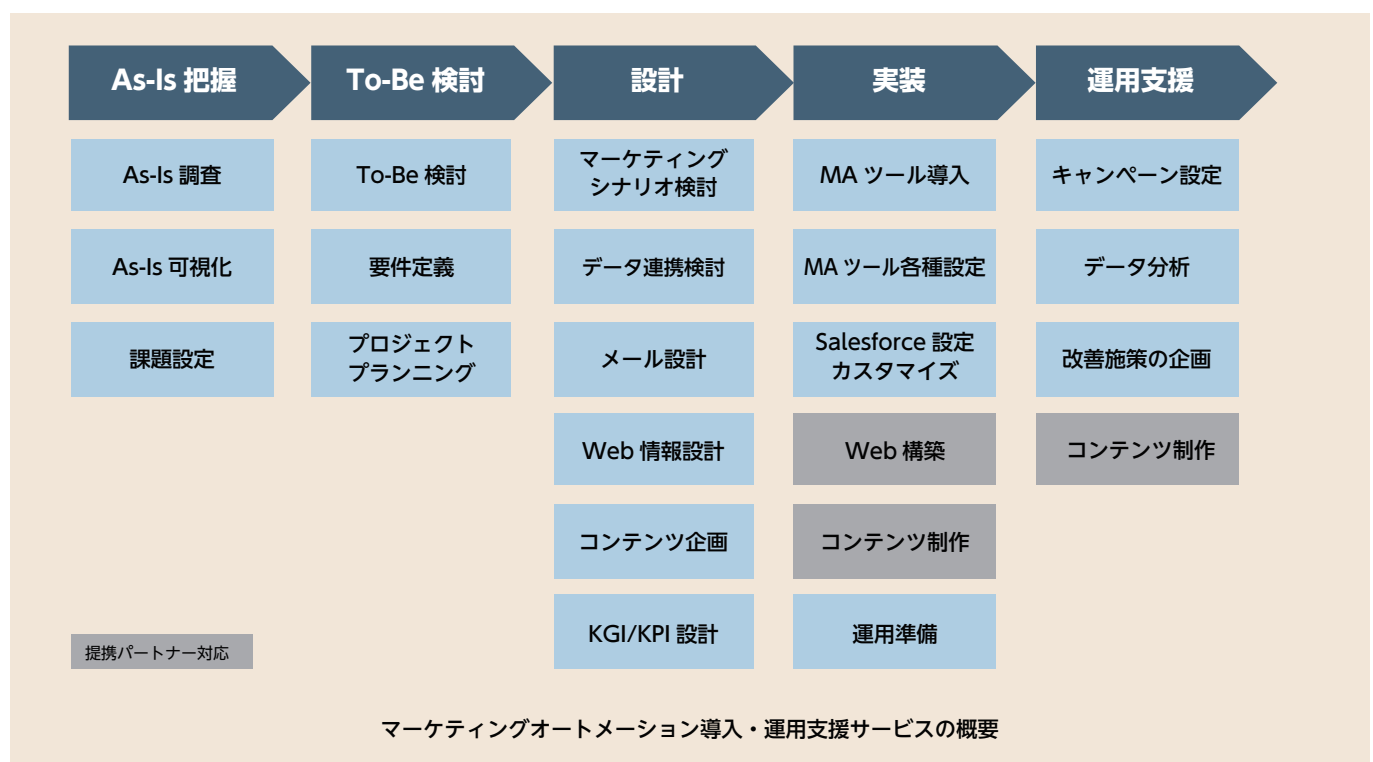 As-Is 把握
To-Be 検討
設計
実装
運用支援
As-Is 調査
As-Is 可視化
課題設定
To-Be 検討
要件定義
プロジェクト
プランニング
マーケティング
シナリオ検討
データ連携検討
メール設計
Web 情報設計
コンテンツ企画
KGI/KPI 設計
MA ツール導入
MA ツール各種設定
Salesforce 設定
カスタマイズ
Web 構築
コンテンツ制作
運用準備
キャンペーン設定
データ分析
改善施策の企画
コンテンツ制作
提携パートナー対応
マーケティングオートメーション導入・運用支援サービスの概要